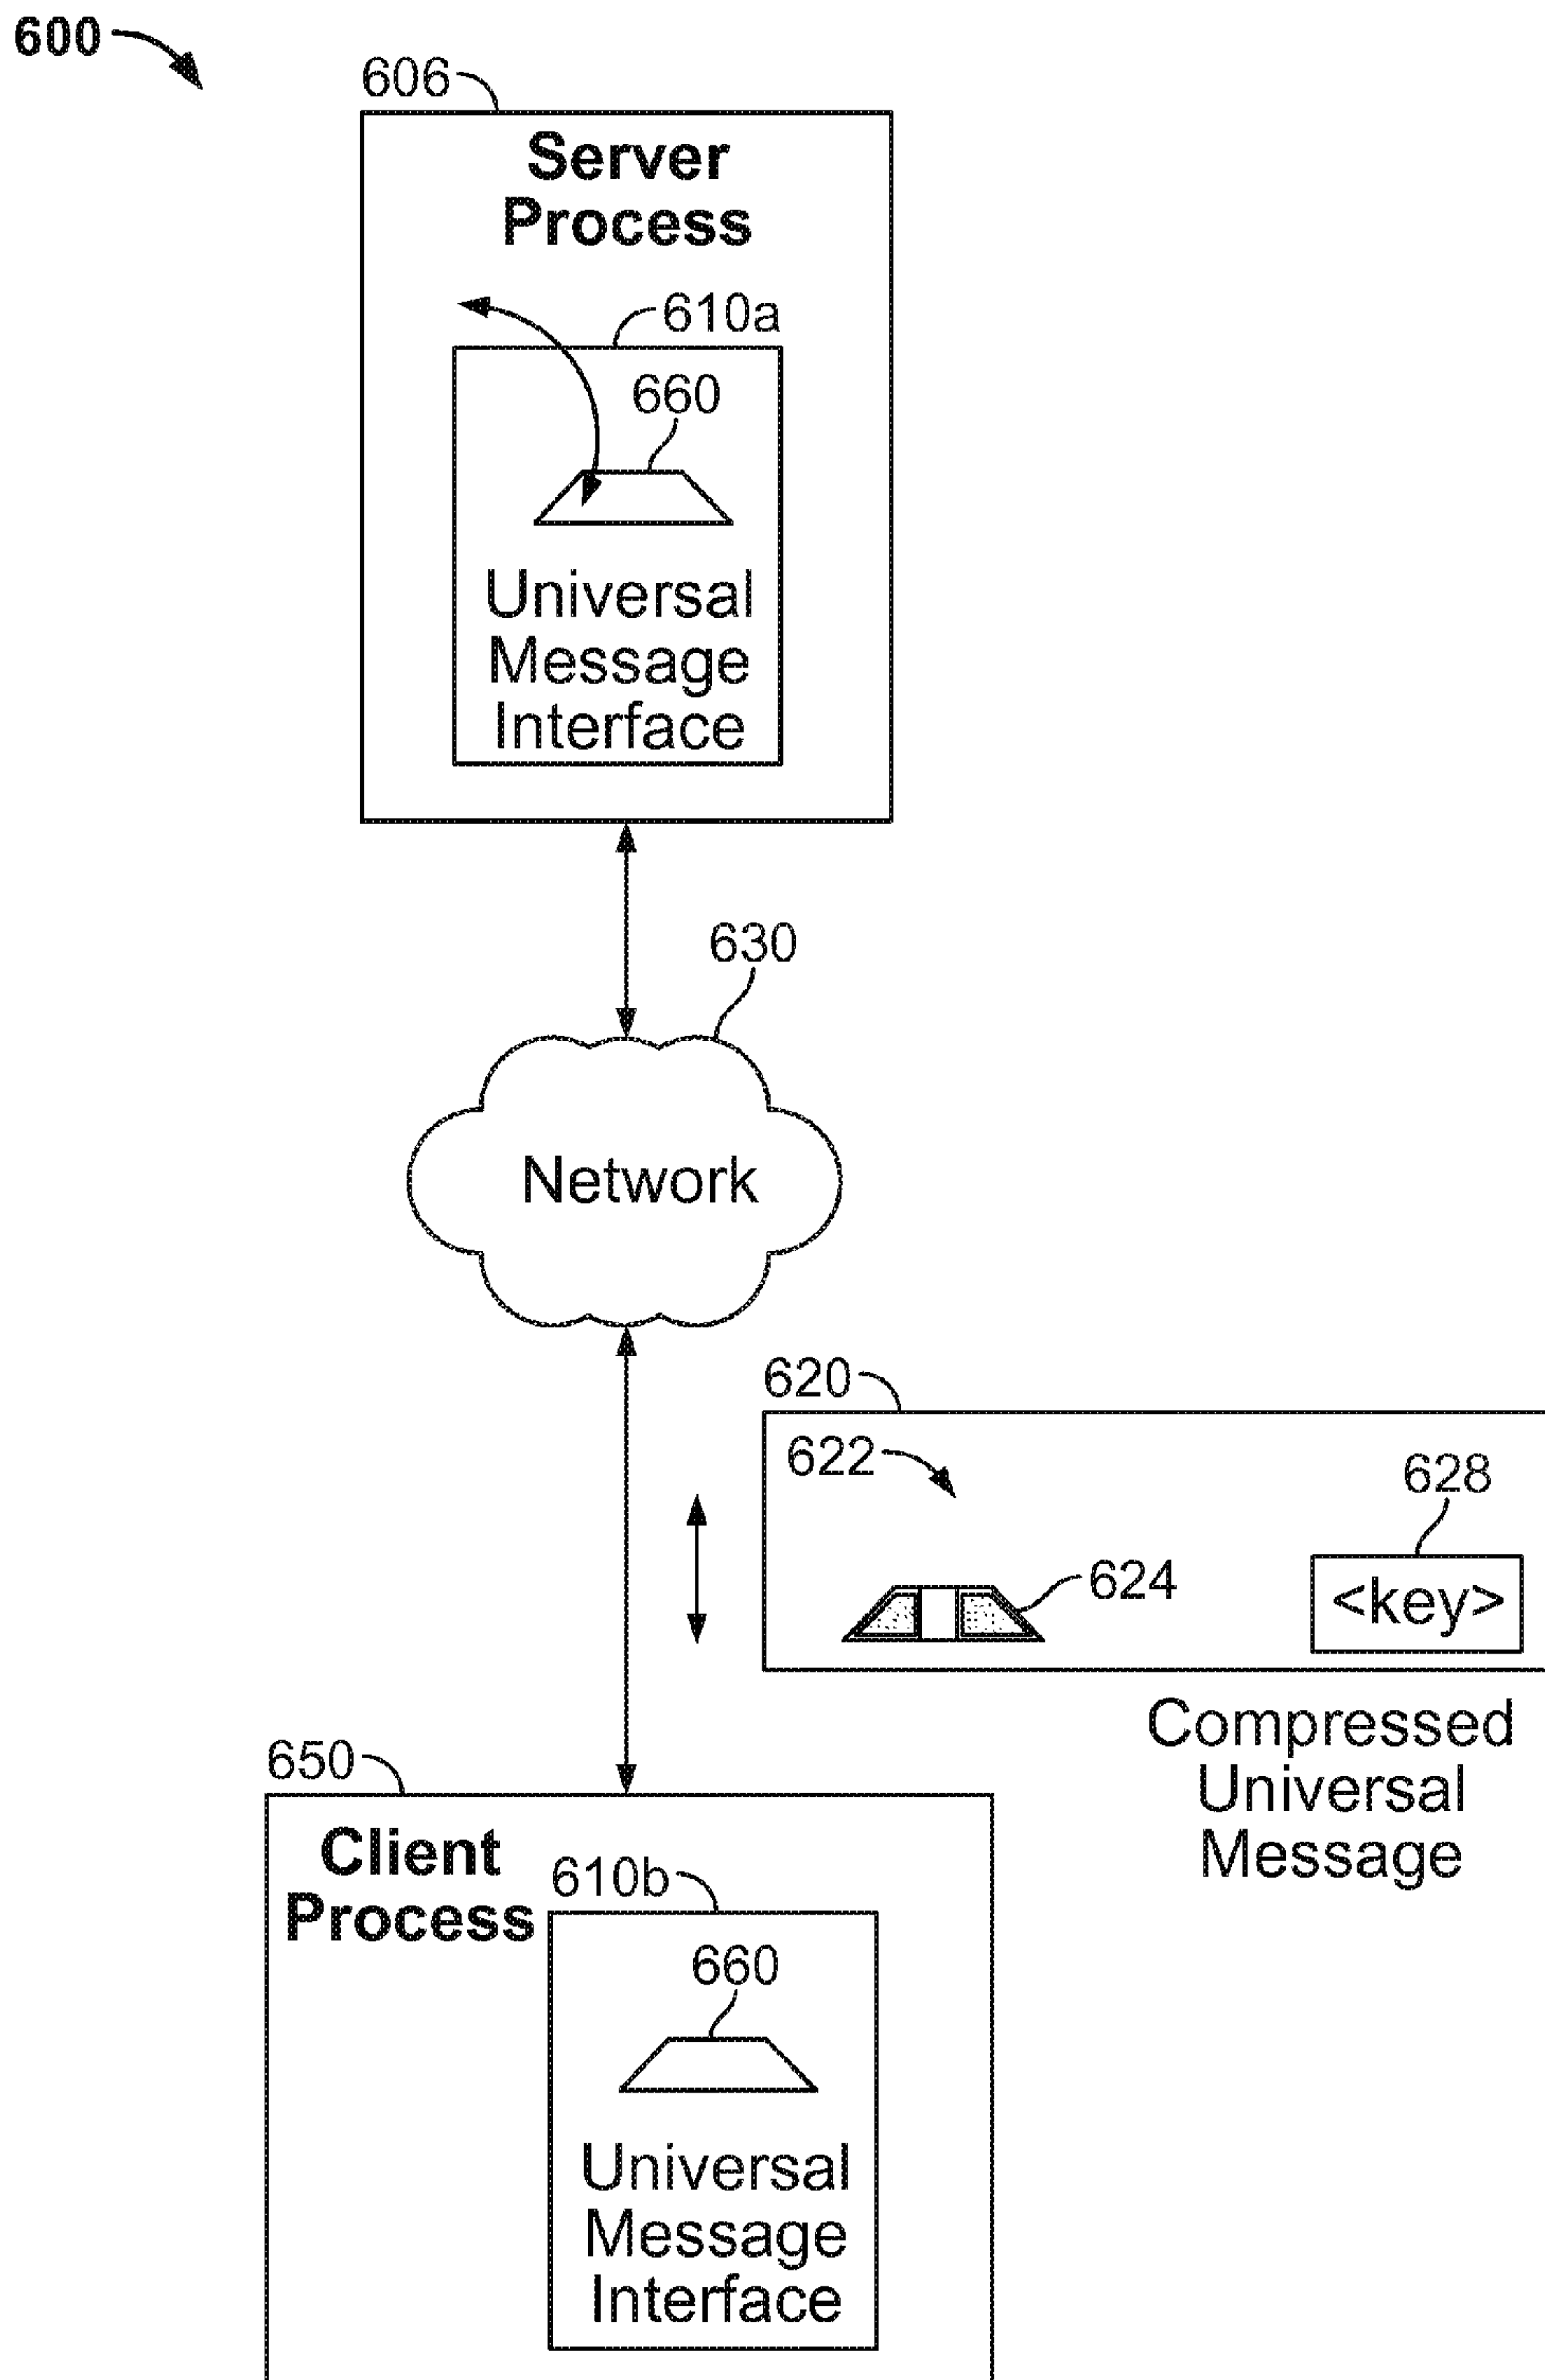 600
606
Server
Process
610a
660
Universal
Message
Interface
630
Network
620
622
628
624
<key>
Compressed
Universal
Message
650
Client
Process
610b
660
Universal
Message
Interface